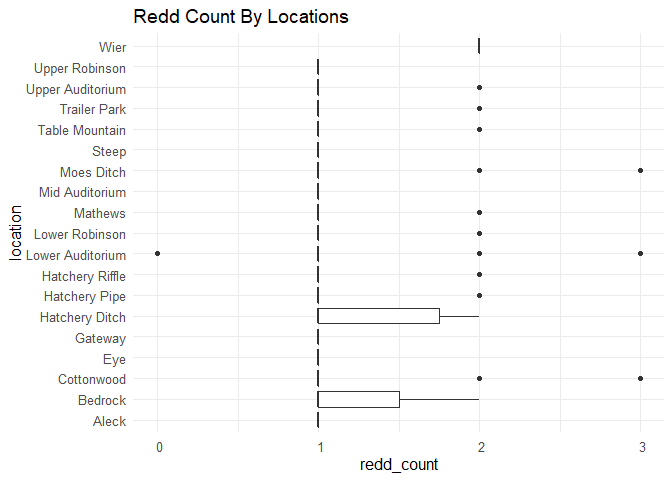 Redd Count By Locations
location
Wier
Upper Robinson
Upper Auditorium
Trailer Park
Table Mountain
Steep
Moes Ditch
Mid Auditorium
Mathews
Lower Robinson
Lower Auditorium
Hatchery Riffle
Hatchery Pipe
Hatchery Ditch
Gateway
Eye
Cottonwood
Bedrock
Aleck
0 1 2 3
redd_count